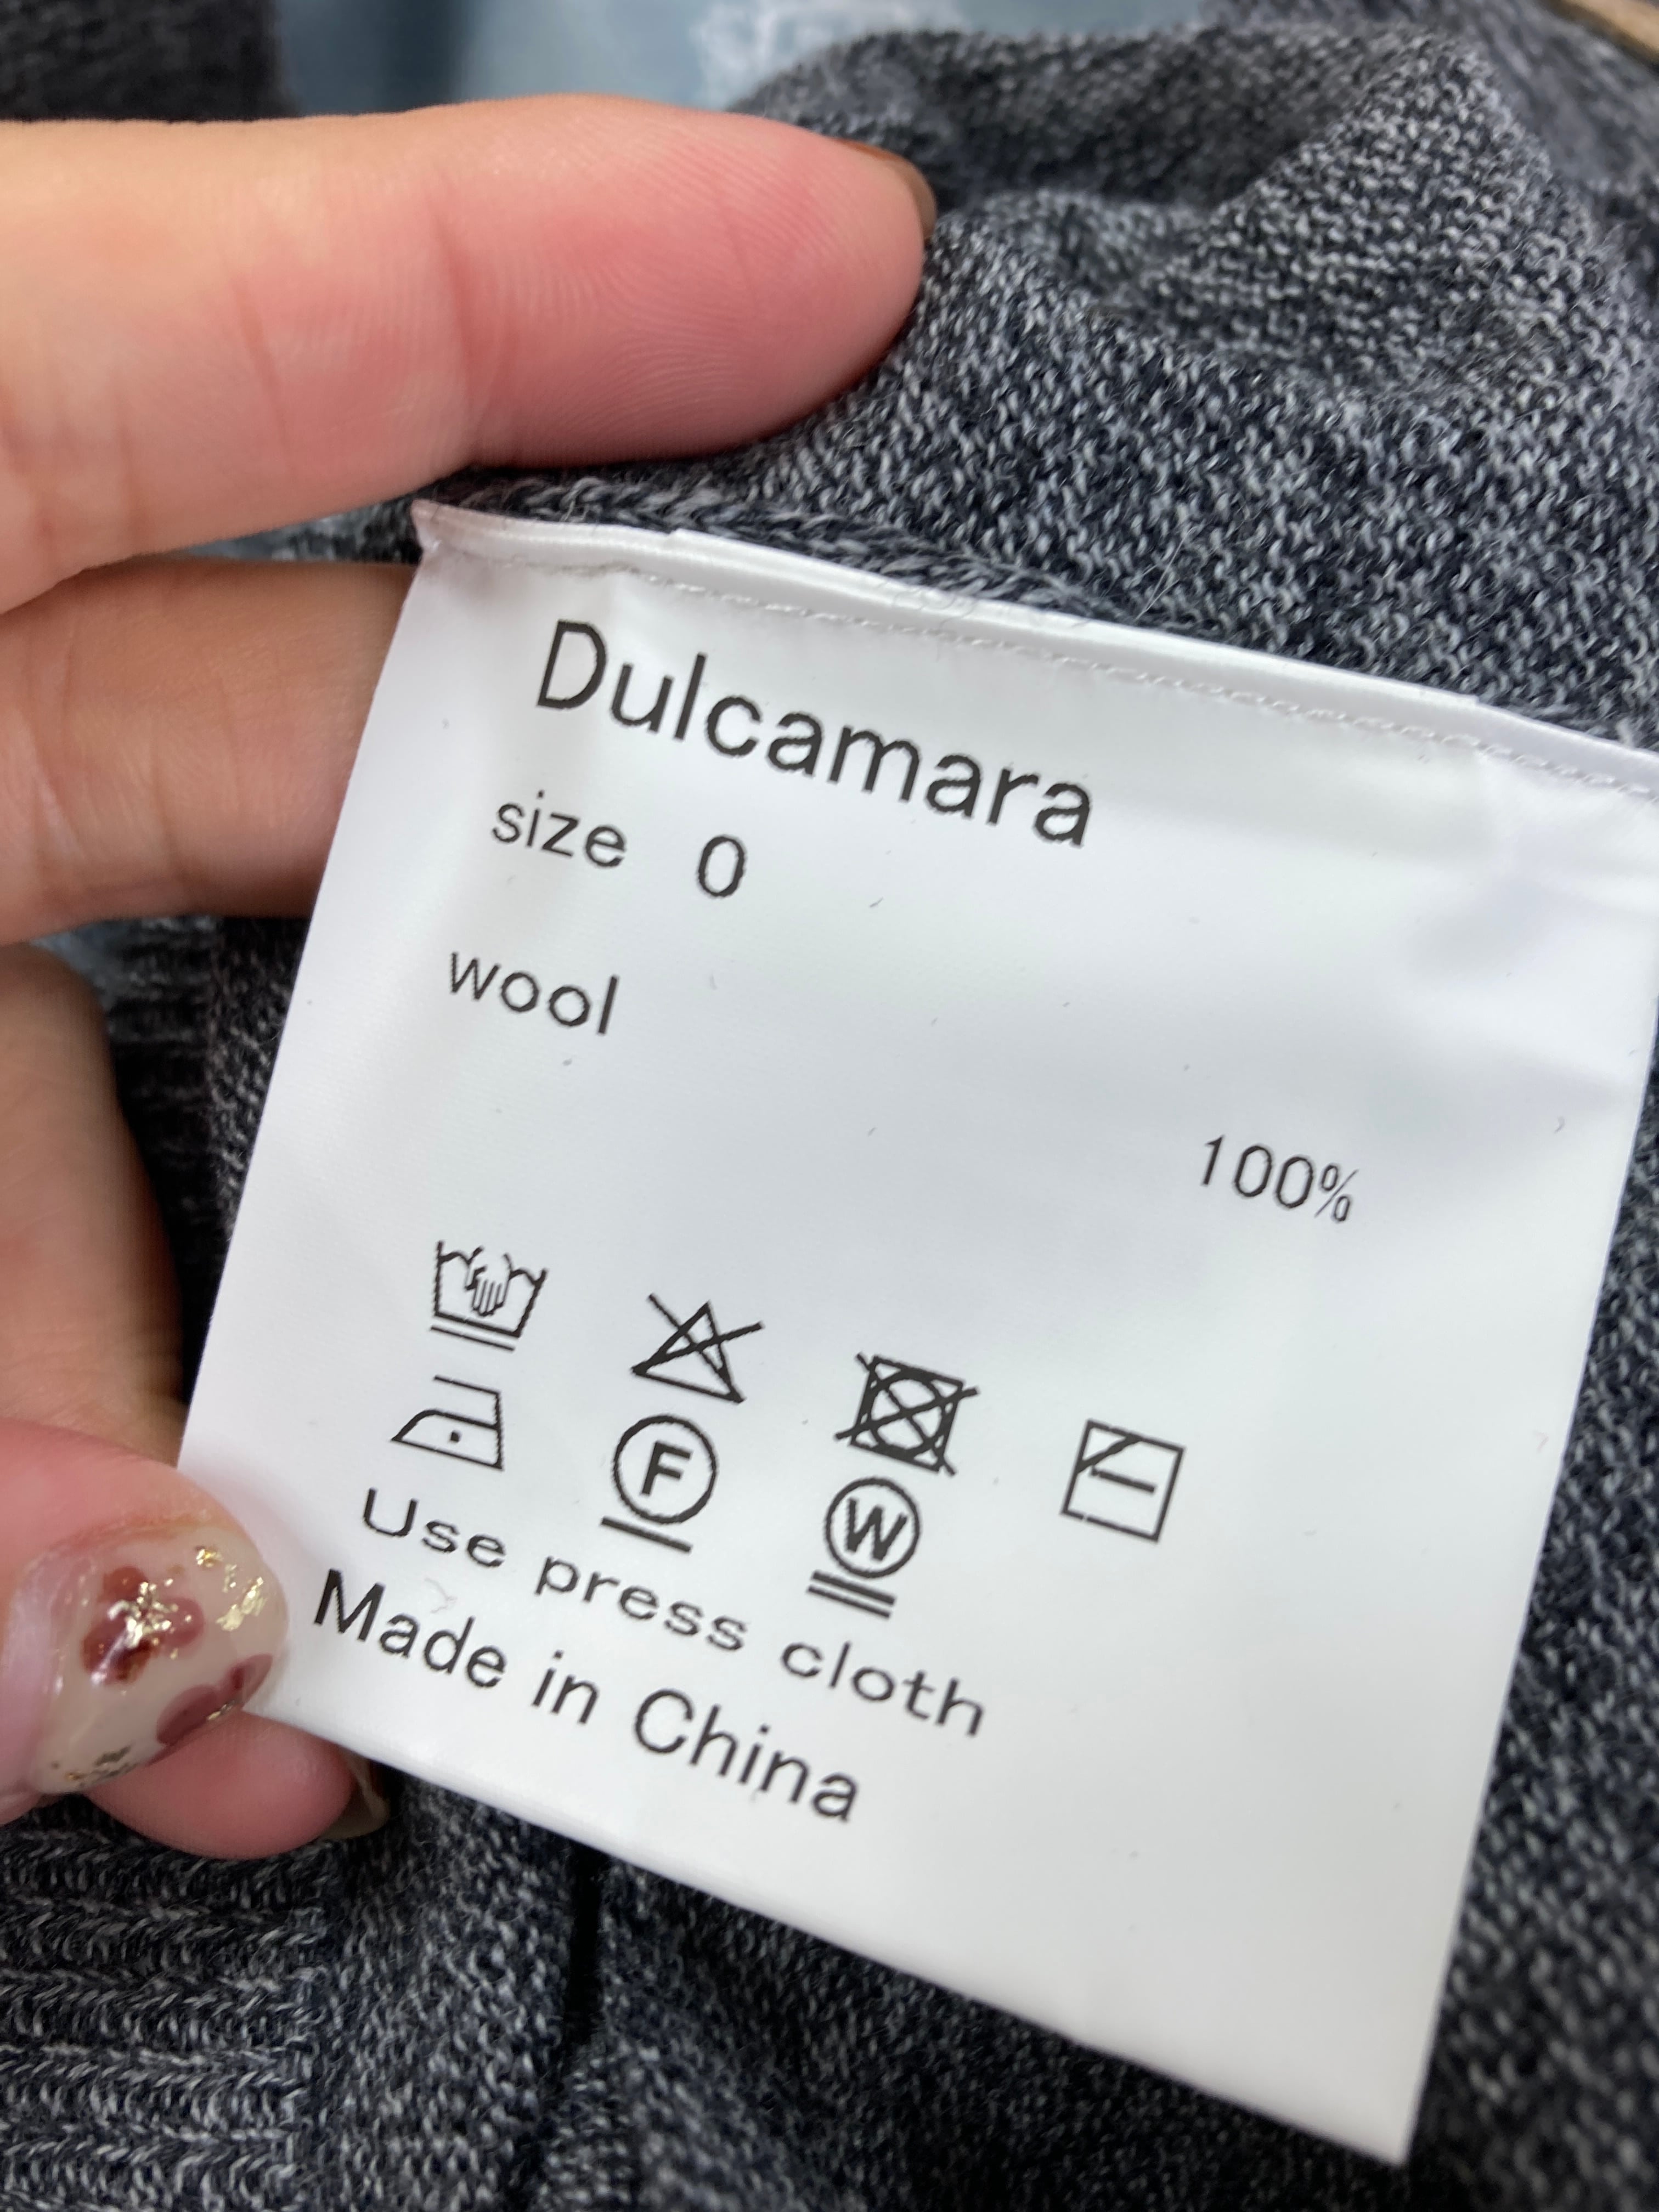 Dulcamara
size 0
wool
100%
F W
Use press cloth
Made in China